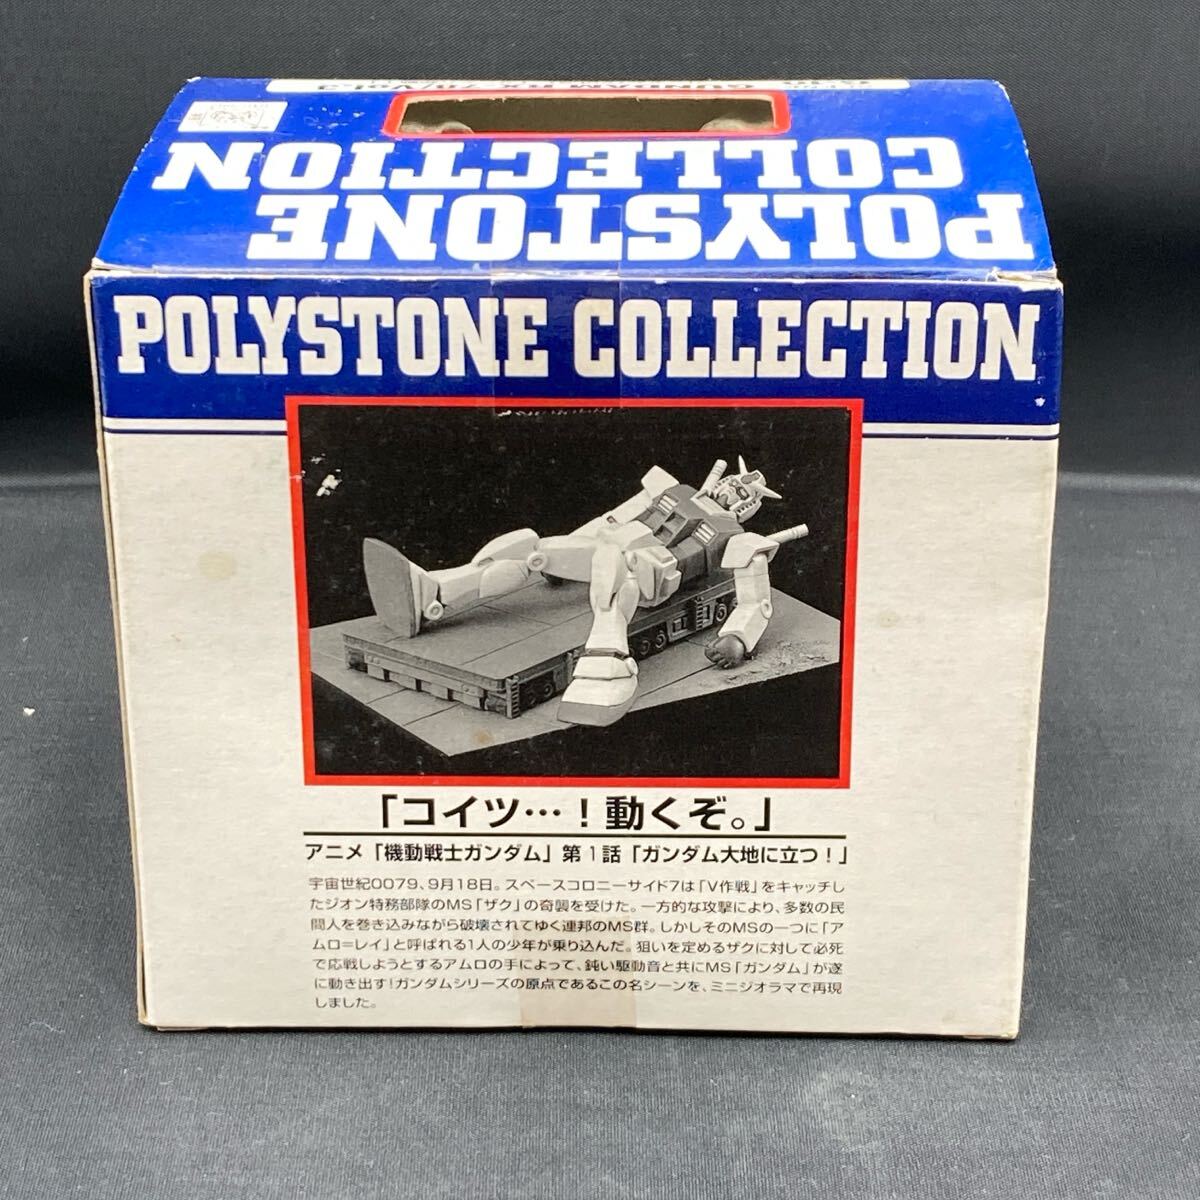 GUNDAM RX-78/Vol.3
POLYSTONE
COLLECTION
POLYSTONE COLLECTION
「コイツ…！動くぞ。」
アニメ「機動戦士ガンダム」第1話「ガンダム大地に立つ！」
宇宙世紀0079、9月18日。スペースコロニーサイド7は「V作戦」をキャッチし
たジオン特務部隊のMS「ザク」の奇襲を受けた。一方的な攻撃により、多数の民
間人を巻き込みながら破壊されてゆく連邦のMS群。しかしそのMSの一つに「ア
ムロ=レイ」と呼ばれる1人の少年が乗り込んだ。狙いを定めるザクに対して必死
で応戦しようとするアムロの手によって、鈍い駆動音と共にMS「ガンダム」が遂
に動き出す!ガンダムシリーズの原点であるこの名シーンを、ミニジオラマで再現
しました。